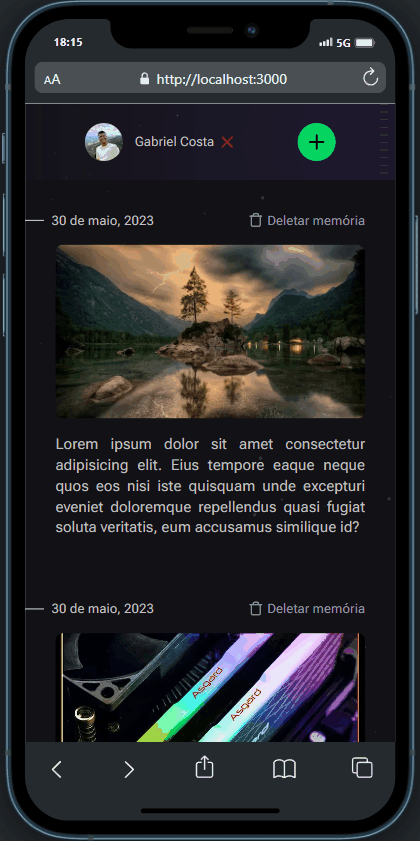 18:15
5G
AA
http://localhost:3000
Gabriel Costa
30 de maio, 2023
Deletar memória
Lorem ipsum dolor sit amet consectetur
adipisicing elit. Eius tempore eaque neque
quos eos nisi iste quisquam unde excepturi
eveniet doloremque repellendus quasi fugiat
soluta veritatis, eum accusamus similique id?
30 de maio, 2023
Deletar memória
Asgard
Asgard